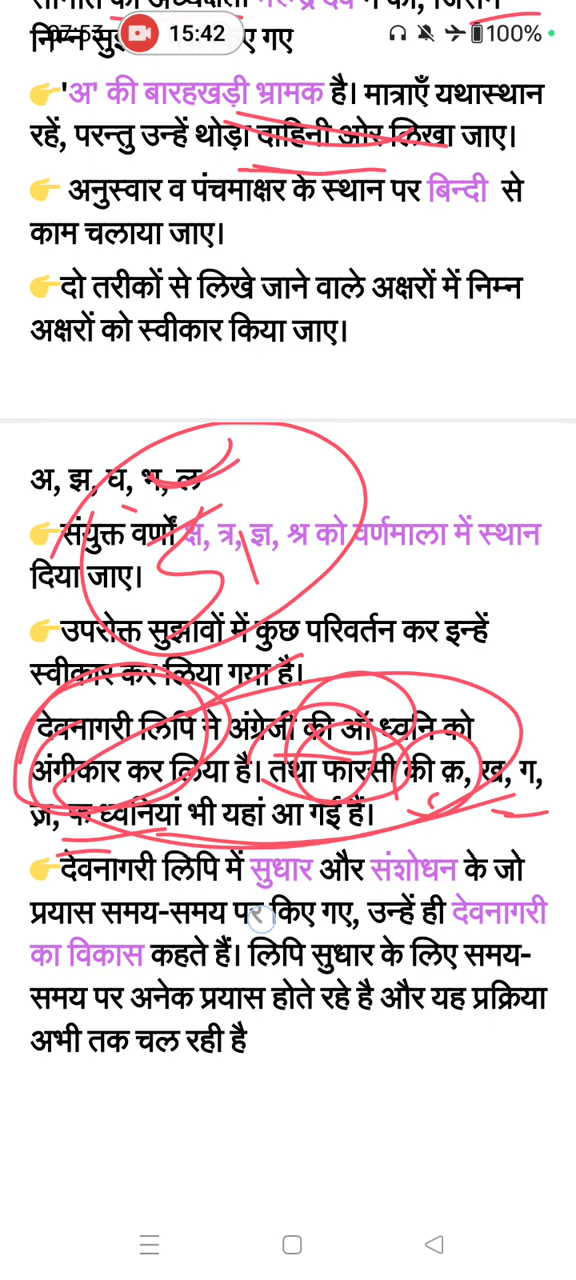 07:53 15:42 100%
निम्न ए गए
👉'अ' की बारहखड़ी भ्रामक है। मात्राएँ यथास्थान
रहें, परन्तु उन्हें थोड़ा दाहिनी ओर लिखा जाए।
👉 अनुस्वार व पंचमाक्षर के स्थान पर बिन्दी से
काम चलाया जाए।
👉दो तरीकों से लिखे जाने वाले अक्षरों में निम्न
अक्षरों को स्वीकार किया जाए।
अ, झ, घ, भ, ल
👉संयुक्त वर्णों क्ष, त्र, ज्ञ, श्र को वर्णमाला में स्थान
दिया जाए।
👉उपरोक्त सुझावों में कुछ परिवर्तन कर इन्हें
स्वीकार कर लिया गया है।
देवनागरी लिपि ने अंग्रेजी की ऑ ध्वनि को
अंगीकार कर लिया है। तथा फारसी की क़, ख़, ग़,
ज़, फ़ ध्वनियां भी यहां आ गई हैं।
👉देवनागरी लिपि में सुधार और संशोधन के जो
प्रयास समय-समय पर किए गए, उन्हें ही देवनागरी
का विकास कहते हैं। लिपि सुधार के लिए समय-
समय पर अनेक प्रयास होते रहे है और यह प्रक्रिया
अभी तक चल रही है